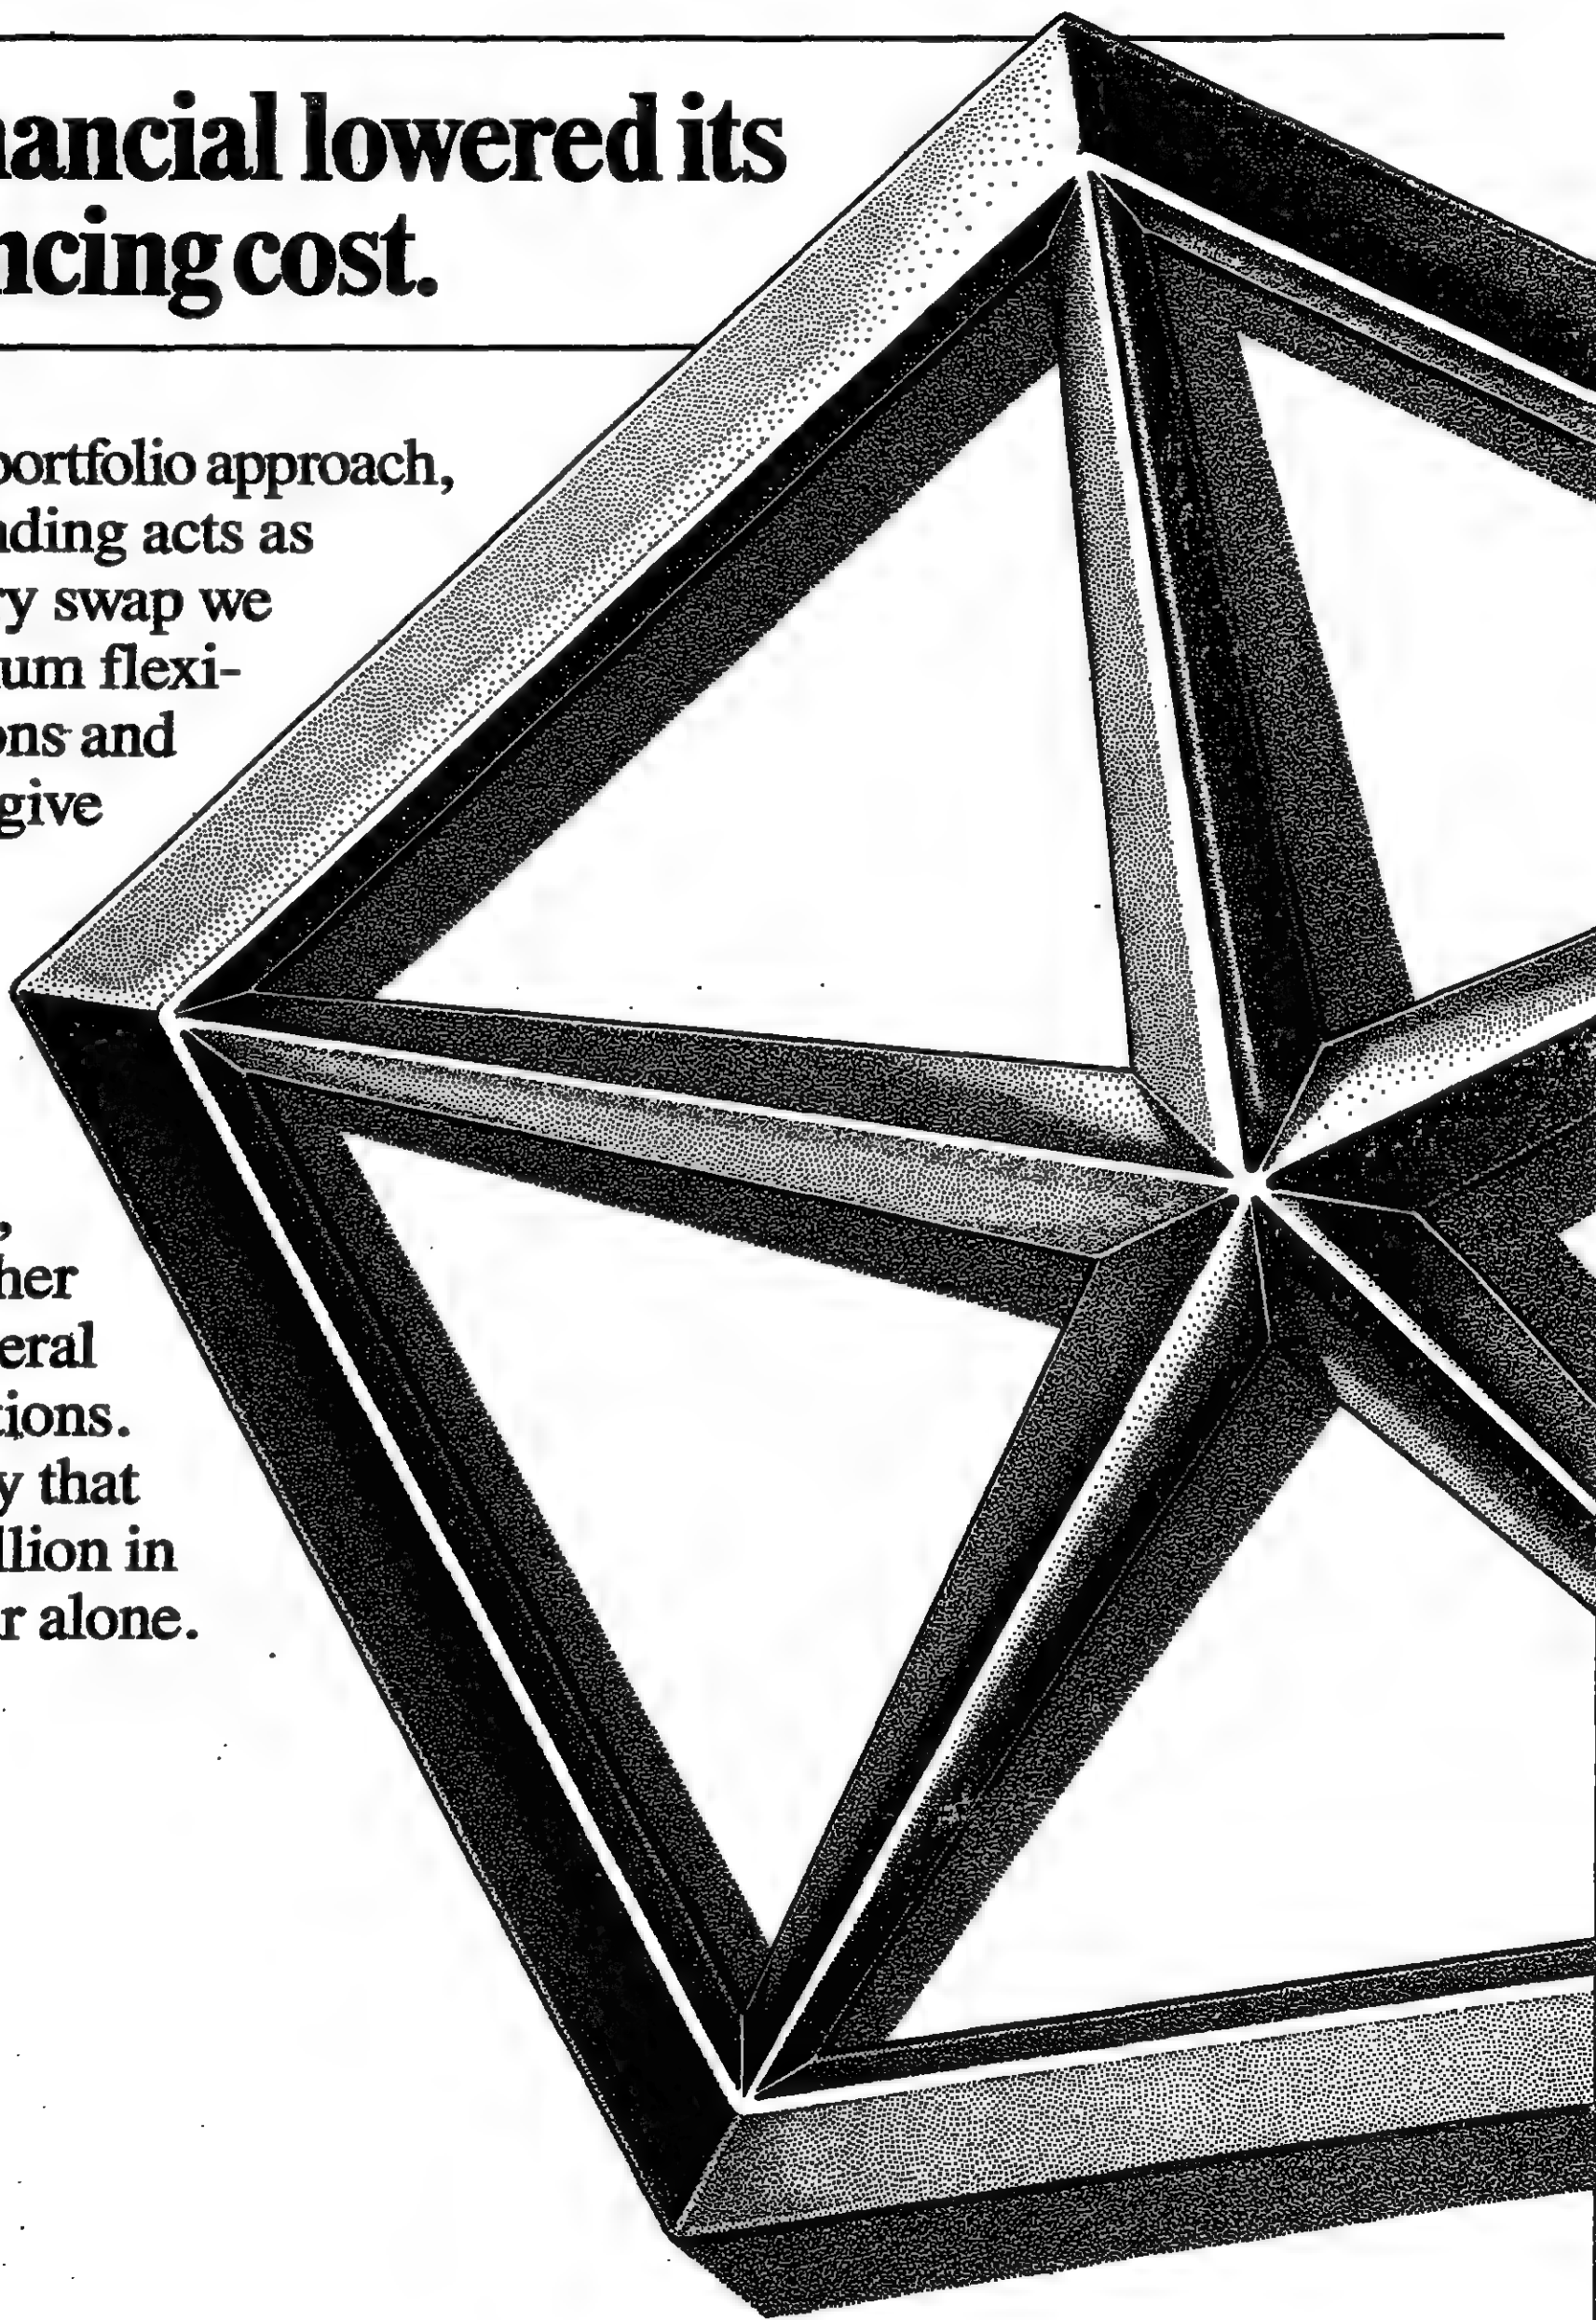 nancial lowered its
ncing cost.
portfolio approach,
nding acts as
ry swap we
um flexi-
ons and
give
,
her
eral
tions.
y that
llion in
r alone.